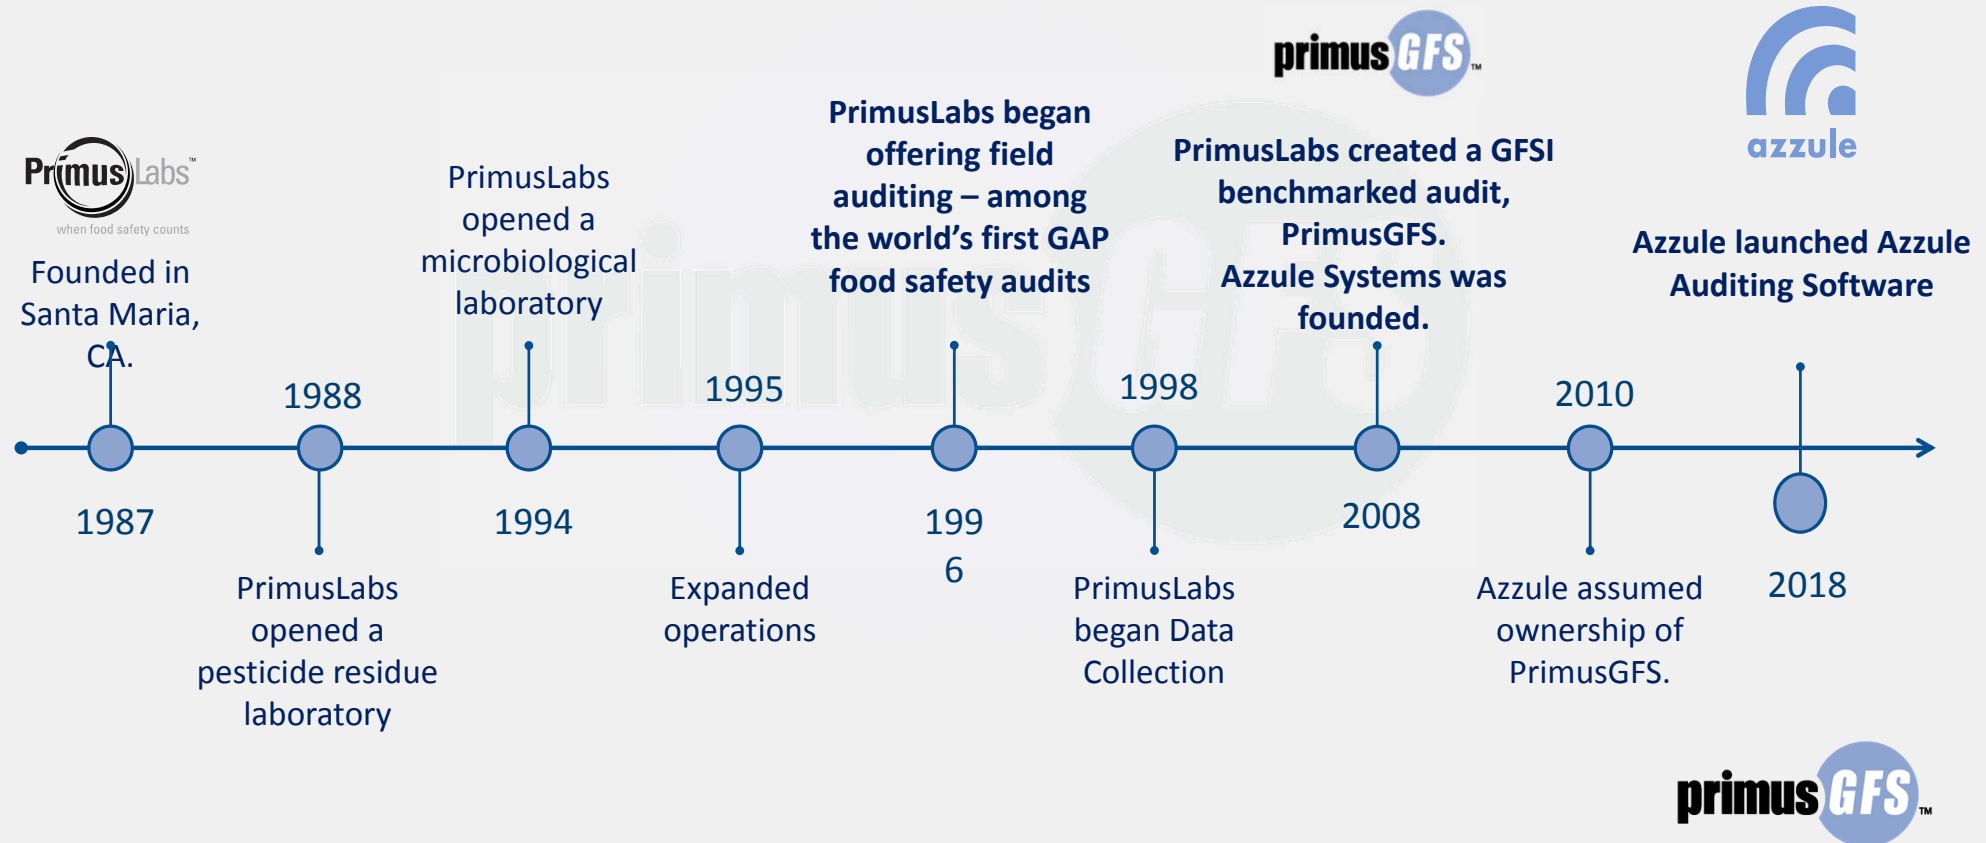 PrimusLabs™
when food safety counts
Founded in
Santa Maria,
CA.
1987
1988
PrimusLabs
opened a
pesticide residue
laboratory
PrimusLabs
opened a
microbiological
laboratory
1994
1995
Expanded
operations
PrimusLabs began
offering field
auditing – among
the world's first GAP
food safety audits
199
6
1998
PrimusLabs
began Data
Collection
primusGFS™
PrimusLabs created a GFSI
benchmarked audit,
PrimusGFS.
Azzule Systems was
founded.
2008
2010
Azzule assumed
ownership of
PrimusGFS.
azzule
Azzule launched Azzule
Auditing Software
2018
primusGFS
primusGFS™